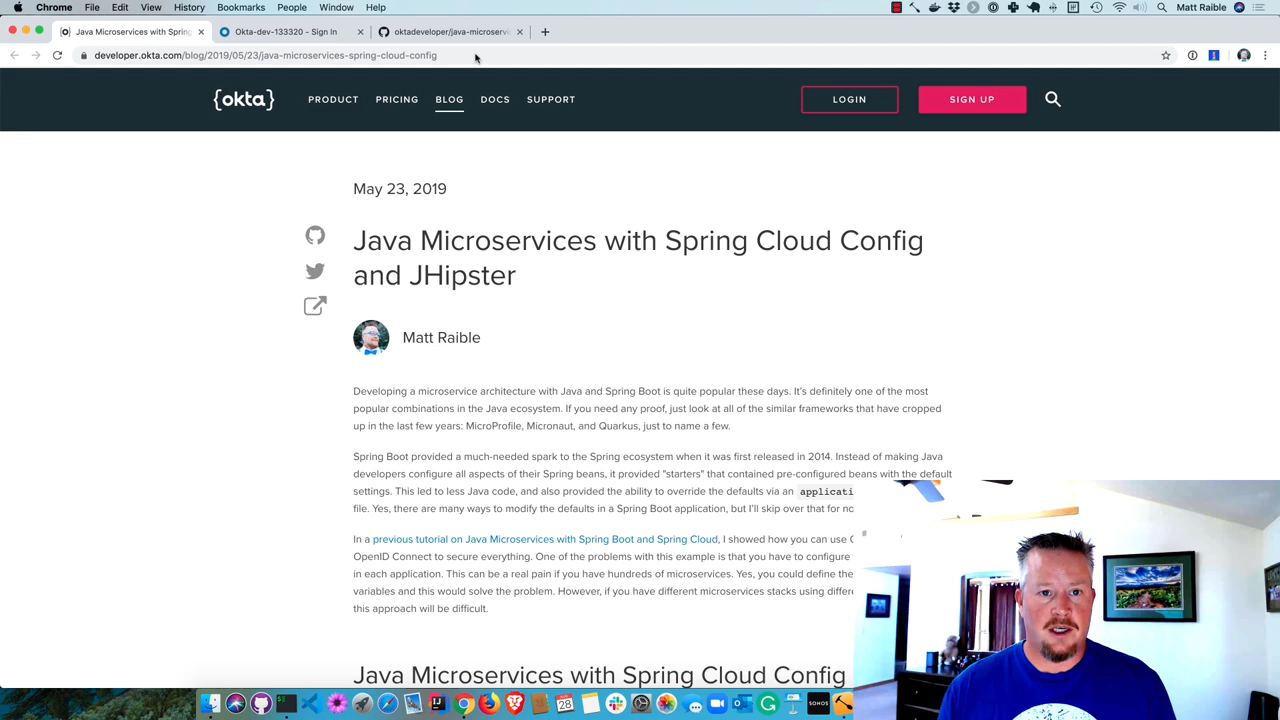 Chrome File Edit View History Bookmarks People Window Help Matt Raible
Java Microservices with Spring
Okta-dev-133320 - Sign In
oktadeveloper/java-microservic
developer.okta.com/blog/2019/05/23/java-microservices-spring-cloud-config
{okta}
PRODUCT PRICING BLOG DOCS SUPPORT
LOGIN
SIGN UP
May 23, 2019
Java Microservices with Spring Cloud Config
and JHipster
Matt Raible
Developing a microservice architecture with Java and Spring Boot is quite popular these days. It's definitely one of the most
popular combinations in the Java ecosystem. If you need any proof, just look at all of the similar frameworks that have cropped
up in the last few years: MicroProfile, Micronaut, and Quarkus, just to name a few.
Spring Boot provided a much-needed spark to the Spring ecosystem when it was first released in 2014. Instead of making Java
developers configure all aspects of their Spring beans, it provided "starters" that contained pre-configured beans with the default
settings. This led to less Java code, and also provided the ability to override the defaults via an applicati
file. Yes, there are many ways to modify the defaults in a Spring Boot application, but I'll skip over that for no
In a previous tutorial on Java Microservices with Spring Boot and Spring Cloud, I showed how you can use
OpenID Connect to secure everything. One of the problems with this example is that you have to configure
in each application. This can be a real pain if you have hundreds of microservices. Yes, you could define the
variables and this would solve the problem. However, if you have different microservices stacks using differe
this approach will be difficult.
Java Microservices with Spring Cloud Config
28
SONOS